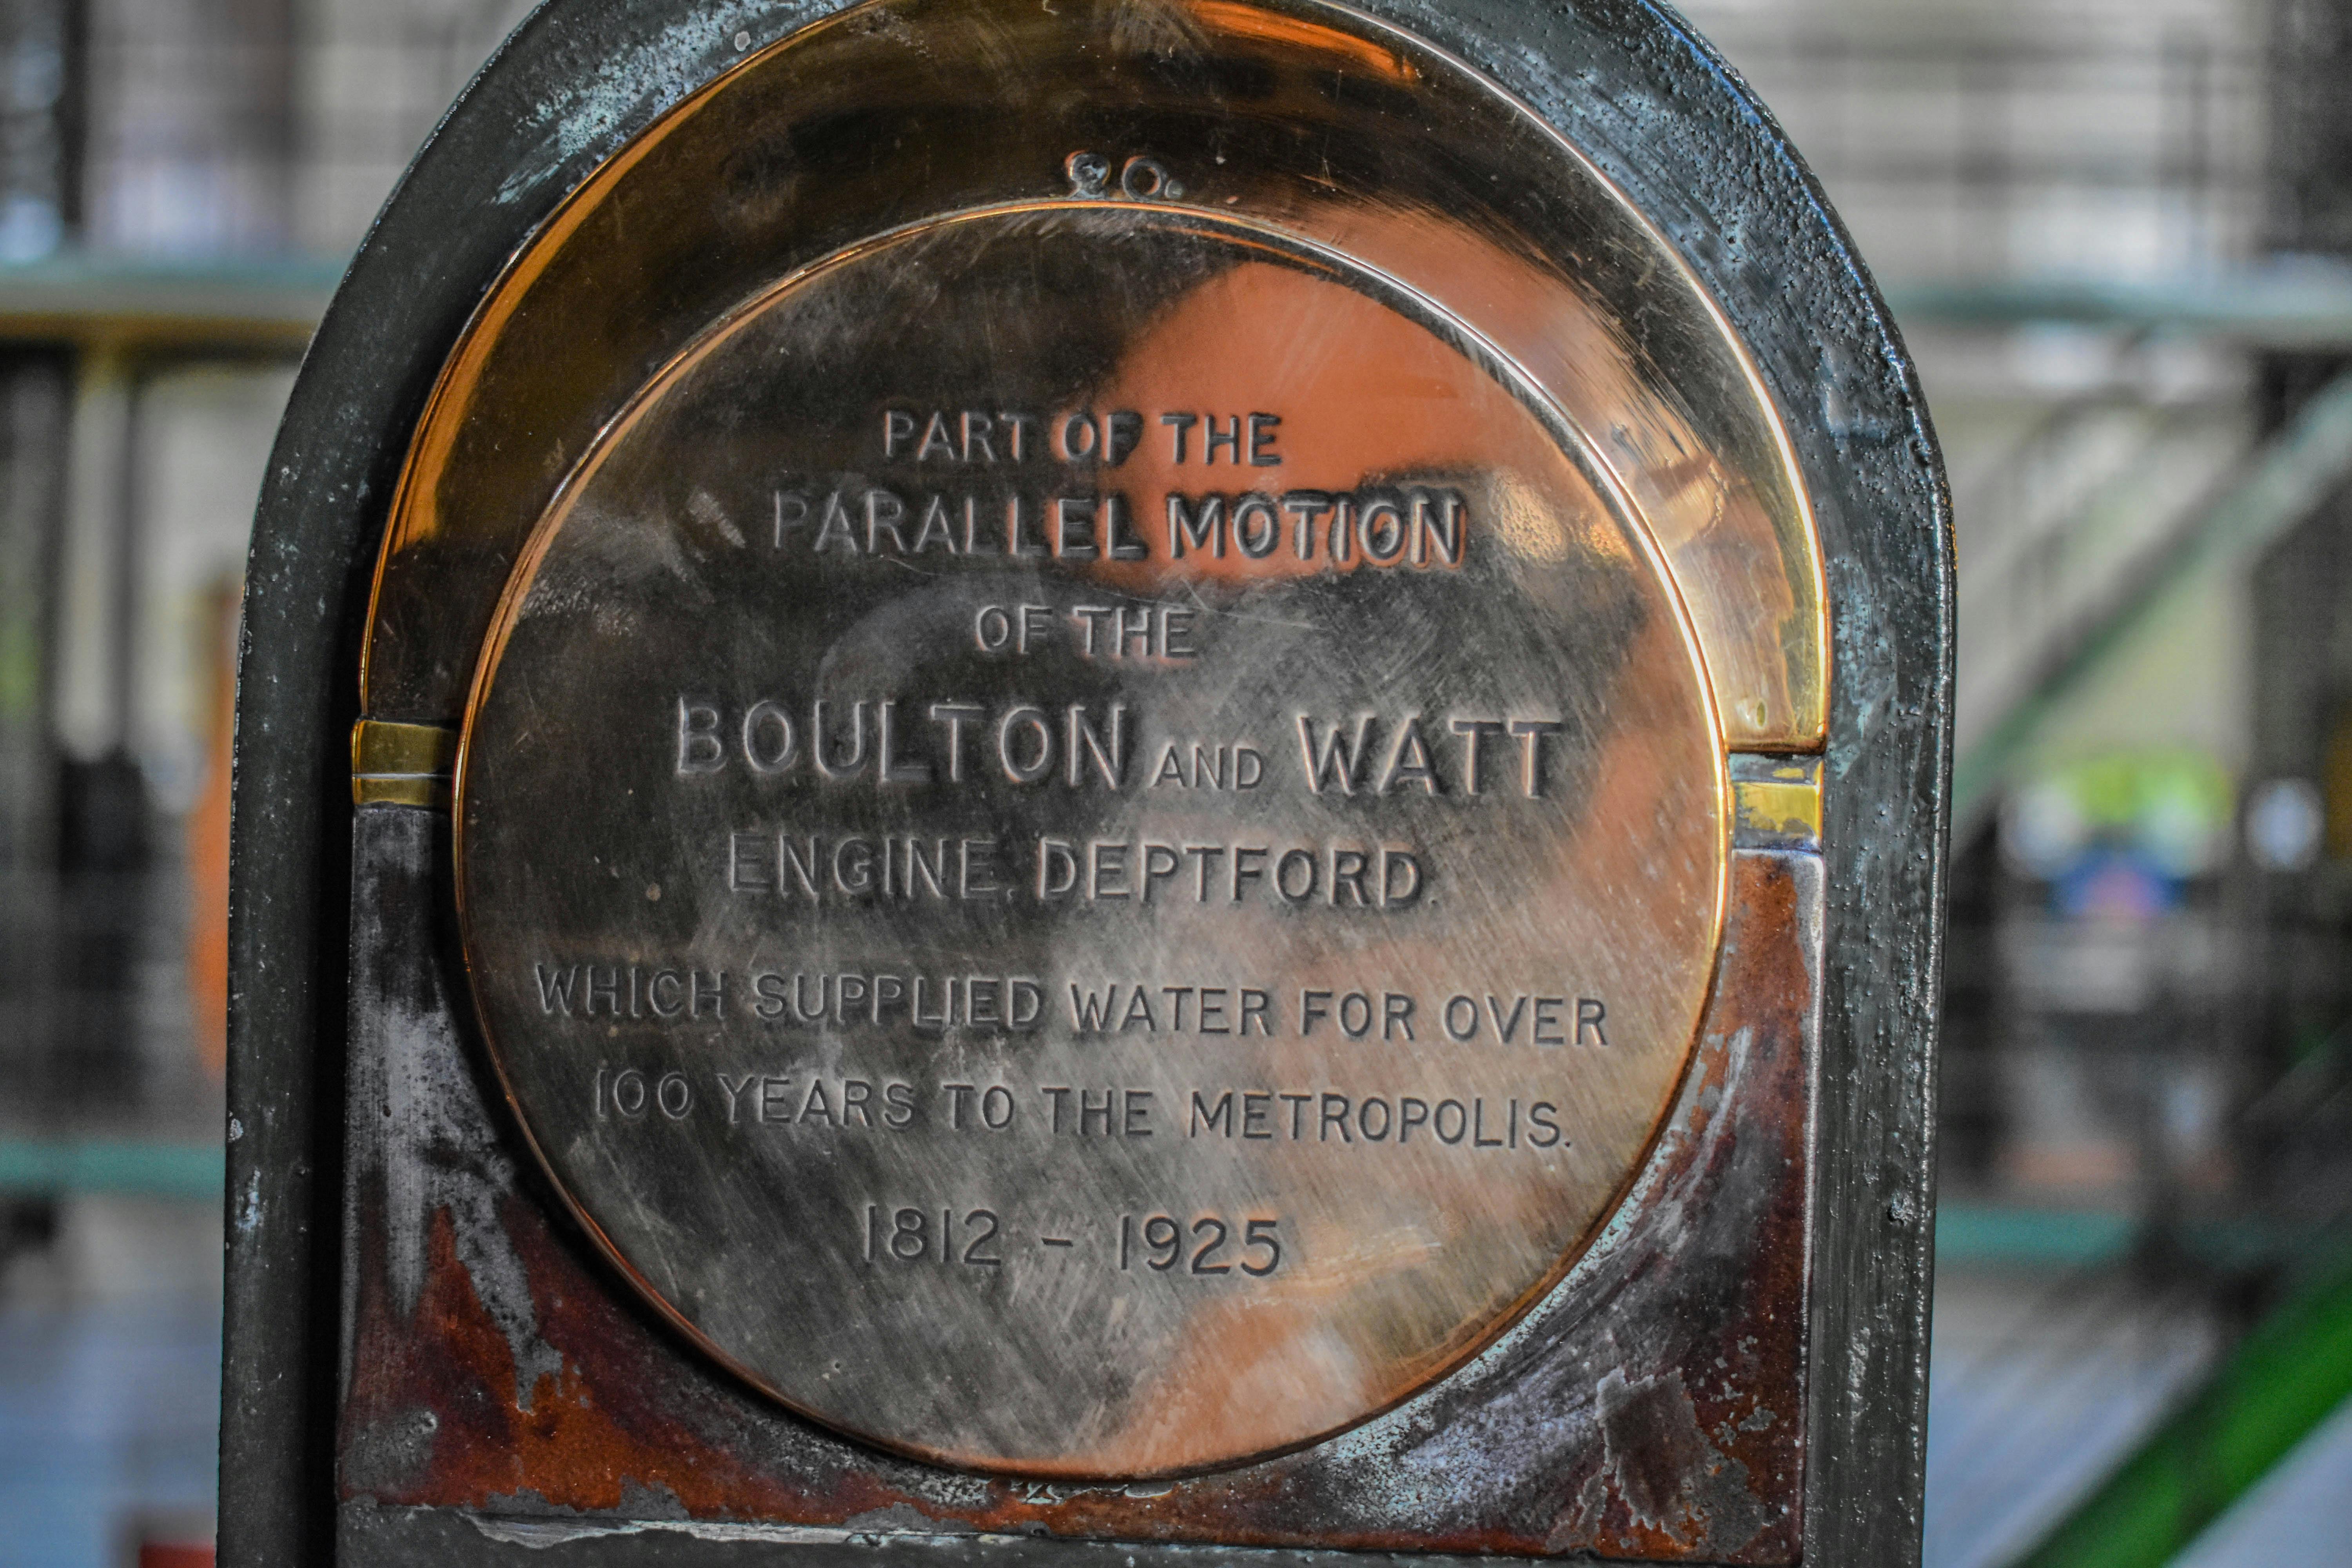 20.
PART OF THE
PARALLEL MOTION
OF THE
BOULTON AND WATT
ENGINE, DEPTFORD.
WHICH SUPPLIED WATER FOR OVER
100 YEARS TO THE METROPOLIS.
1812 - 1925